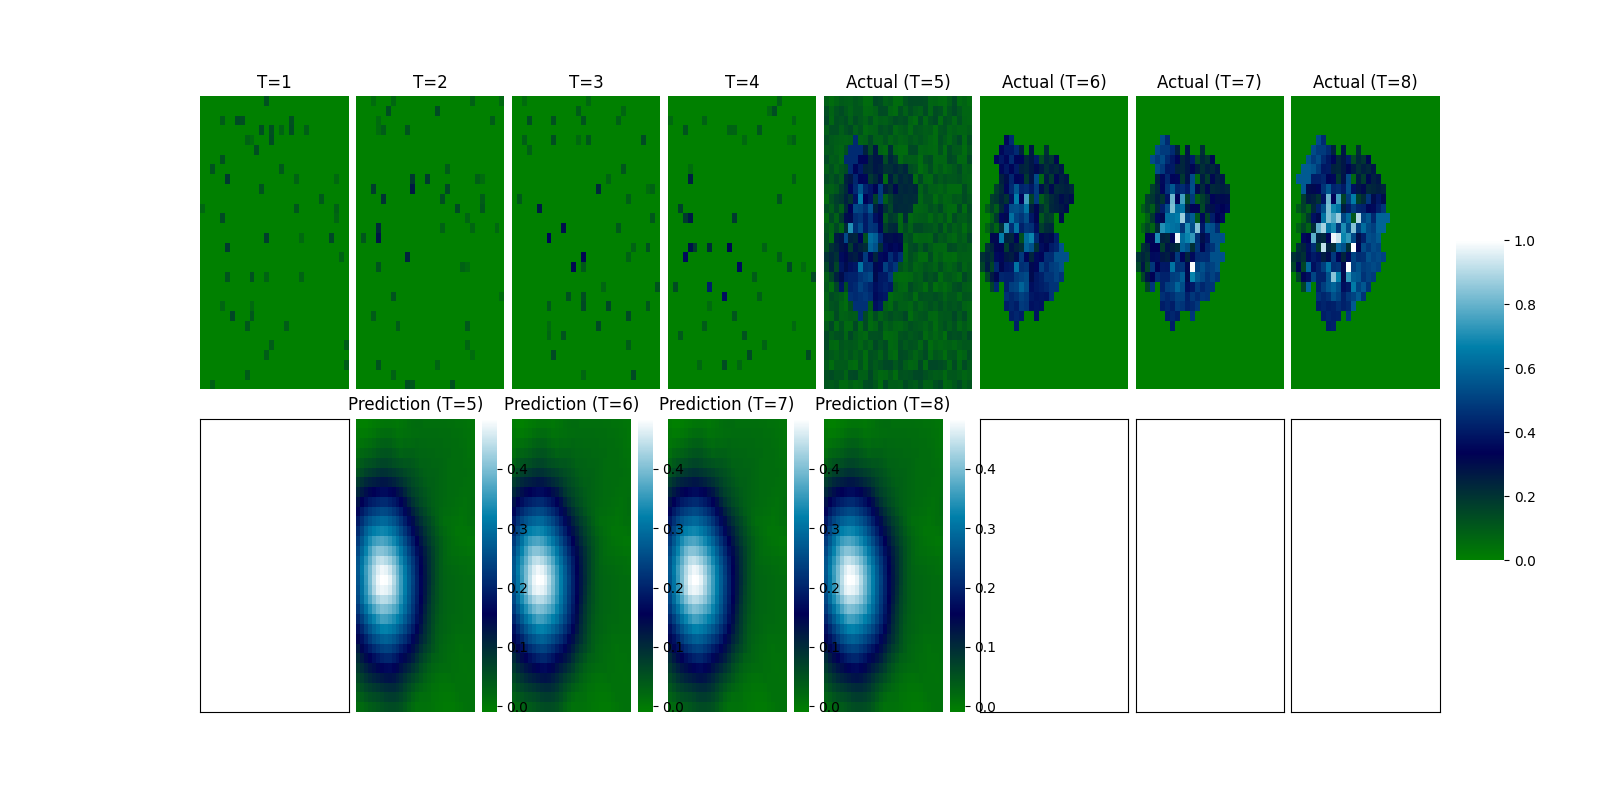 T=1 T=2 T=3 T=4 Actual (T=5) Actual (T=6) Actual (T=7) Actual (T=8)
1.0
0.8
0.6
0.4
0.2
0.0
Prediction (T=5) Prediction (T=6) Prediction (T=7) Prediction (T=8)
0.4 0.4 0.4 0.4
0.3 0.3 0.3 0.3
0.2 0.2 0.2 0.2
0.1 0.1 0.1 0.1
0.0 0.0 0.0 0.0